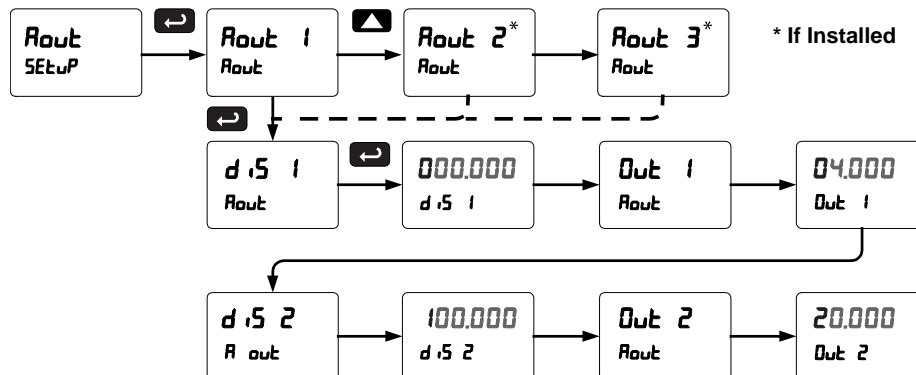 Aout
SEtuP
Aout 1
Aout
Aout 2*
Aout
Aout 3*
Aout
* If Installed
diS 1
Aout
000.000
diS 1
Out 1
Aout
04.000
Out 1
diS 2
A out
100.000
diS 2
Out 2
Aout
20.000
Out 2